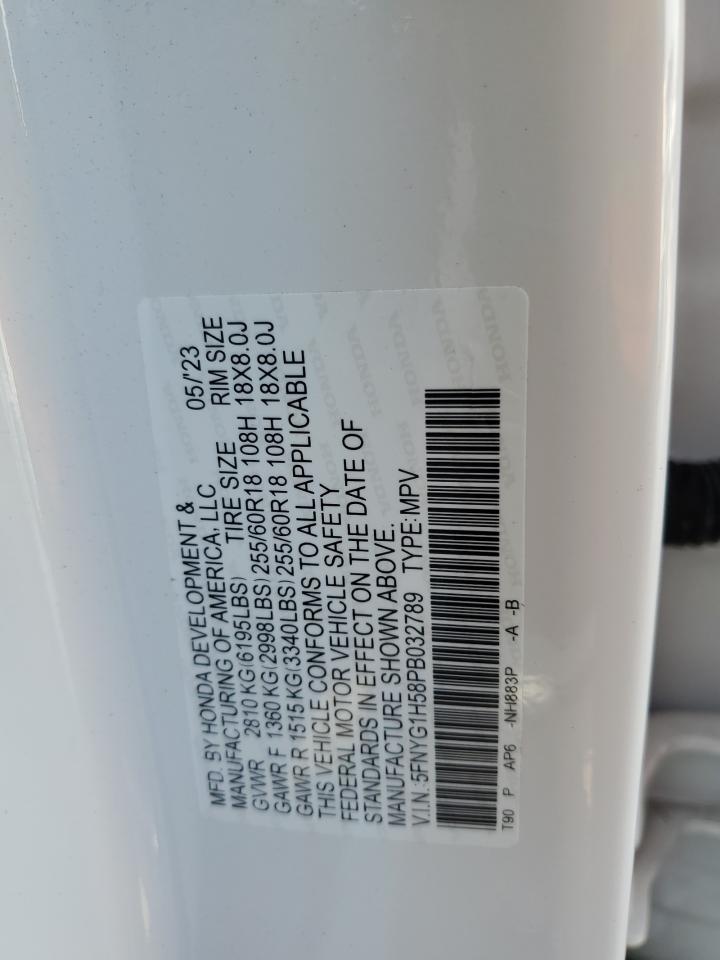 MFD. BY HONDA DEVELOPMENT &
MANUFACTURING OF AMERICA, LLC 05/'23
GVWR 2810 KG(6195LBS) TIRE SIZE RIM SIZE
GAWR F 1360 KG(2998LBS) 255/60R18 108H 18X8.0J
GAWR R 1515 KG(3340LBS) 255/60R18 108H 18X8.0J
THIS VEHICLE CONFORMS TO ALL APPLICABLE
FEDERAL MOTOR VEHICLE SAFETY
STANDARDS IN EFFECT ON THE DATE OF
MANUFACTURE SHOWN ABOVE.
V.I.N.:5FNYG1H58PB032789 TYPE:MPV
T90 P AP6 -NH883P -A -B